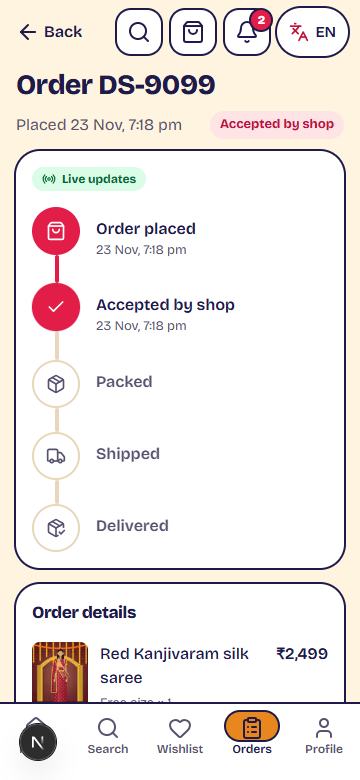 Back
2
EN
Order DS-9099
Placed 23 Nov, 7:18 pm
Accepted by shop
Live updates
Order placed
23 Nov, 7:18 pm
Accepted by shop
23 Nov, 7:18 pm
Packed
Shipped
Delivered
Order details
Red Kanjivaram silk
saree
₹2,499
N
Search
Wishlist
Orders
Profile